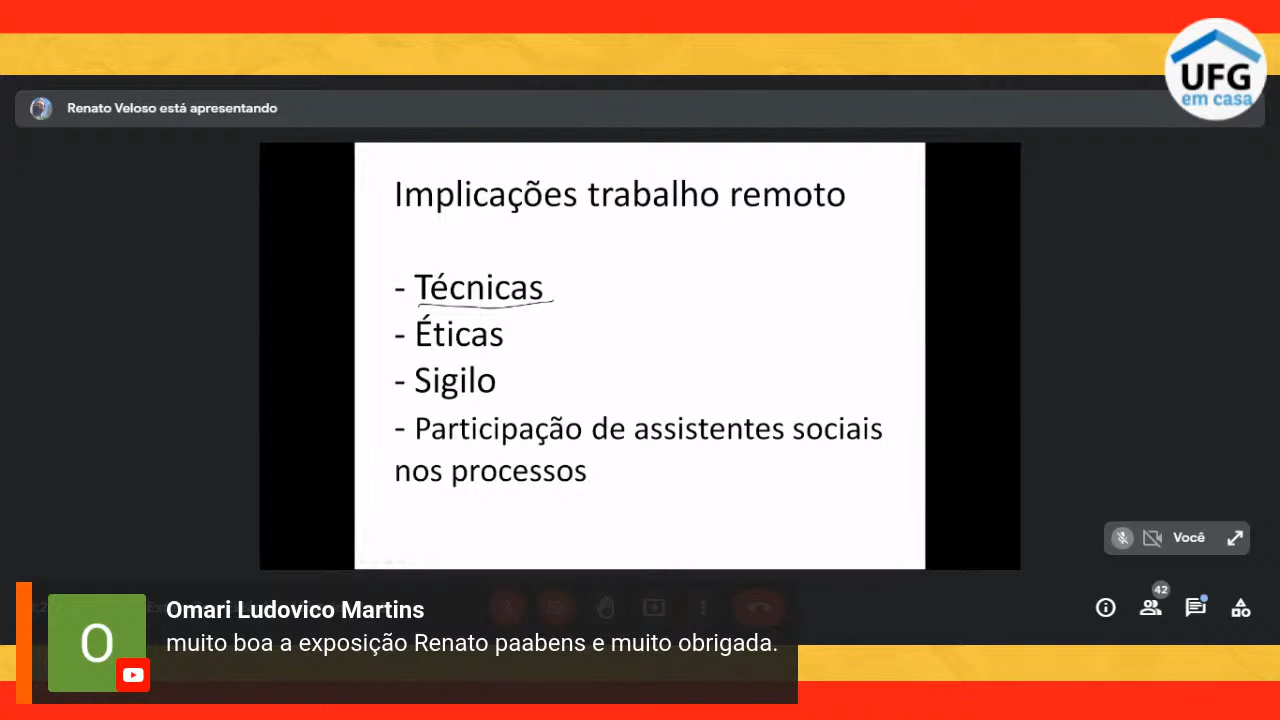 UFG
em casa
Renato Veloso está apresentando
Implicações trabalho remoto
- Técnicas
- Éticas
- Sigilo
- Participação de assistentes sociais
nos processos
Você
42
O
Omari Ludovico Martins
muito boa a exposição Renato paabens e muito obrigada.